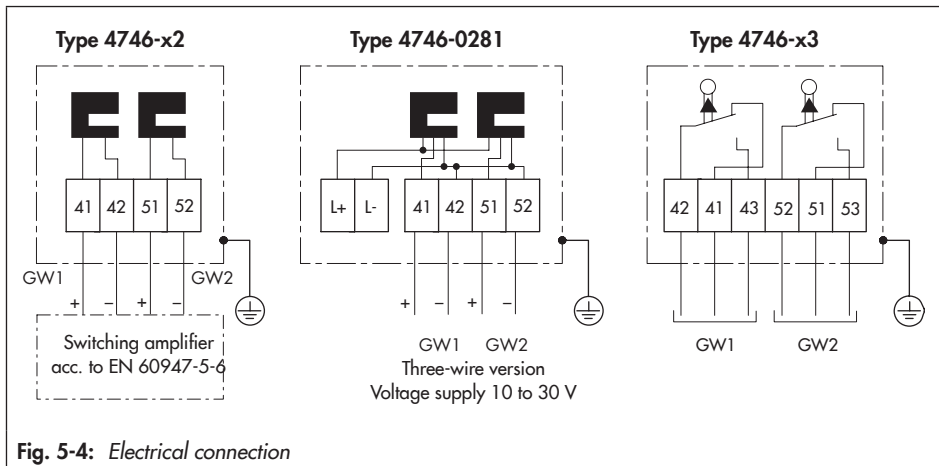 Type 4746-x2
41 42 51 52
GW1 GW2
+ – + –
Switching amplifier
acc. to EN 60947-5-6
Type 4746-0281
L+ L- 41 42 51 52
+ – + –
GW1 GW2
Three-wire version
Voltage supply 10 to 30 V
Type 4746-x3
42 41 43 52 51 53
GW1 GW2
Fig. 5-4: Electrical connection